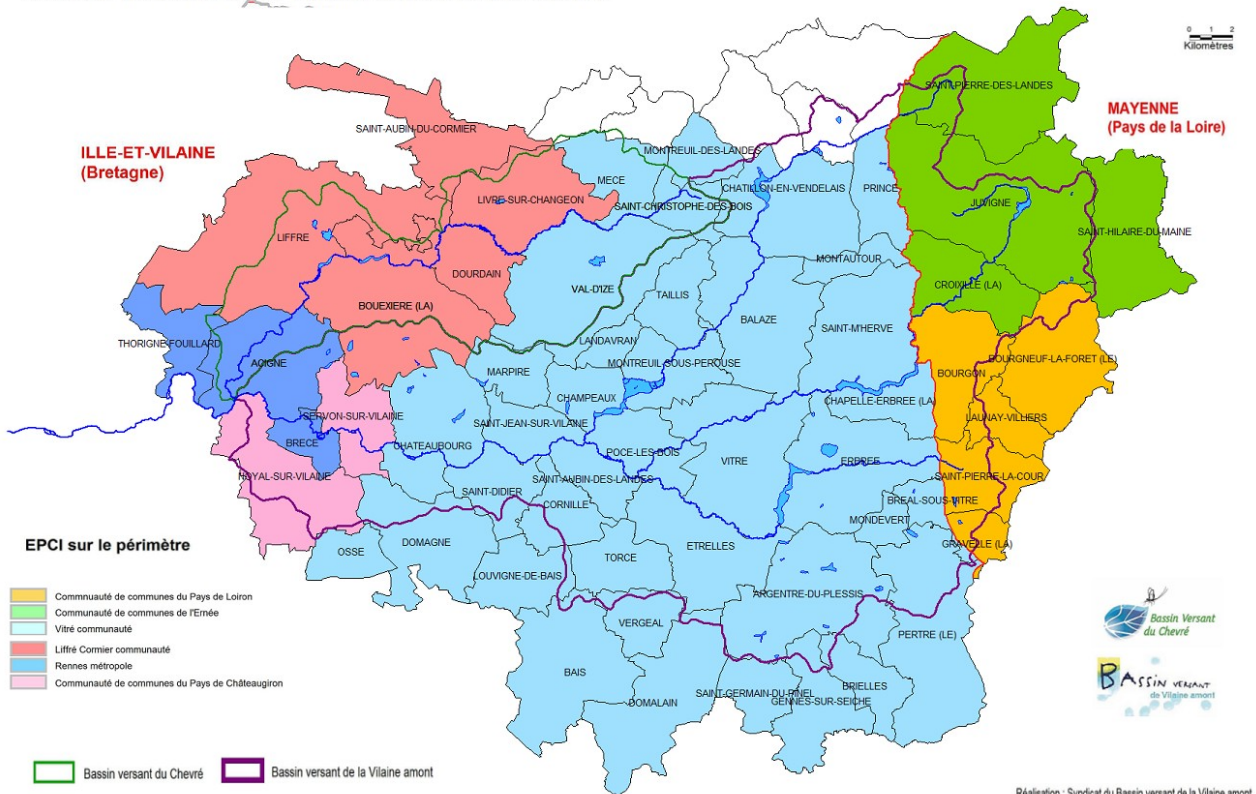 0 1 2
Kilomètres
SAINT-PIERRE-DES-LANDES
MAYENNE
(Pays de la Loire)
SAINT-AUBIN-DU-CORMIER
ILLE-ET-VILAINE
(Bretagne)
MONTREUIL-DES-LANDES
MECE
CHATILLON-EN-VENDELAIS
PRINCE
LIVRE-SUR-CHANGEON
SAINT-CHRISTOPHE-DES-BOIS
JUVIGNE
SAINT-HILAIRE-DU-MAINE
LIFFRE
DOURDAIN
MONTAUTOUR
VAL-D'IZE
TAILLIS
CROIXILLE (LA)
BOUEXIERE (LA)
BALAZE
SAINT-M'HERVE
THORIGNE-FOUILLARD
LANDAVRAN
ACIGNE
MONTREUIL-SOUS-PEROUSE
BOURGNEUF-LA-FORET (LE)
MARPIRE
BOURGON
CHAMPEAUX
CHAPELLE-ERBREE (LA)
SERVON-SUR-VILAINE
LAUNAY-VILLIERS
SAINT-JEAN-SUR-VILAINE
BRECE
CHATEAUBOURG
POCE-LES-BOIS
VITRE
ERBREE
NOYAL-SUR-VILAINE
SAINT-AUBIN-DES-LANDES
SAINT-PIERRE-LA-COUR
SAINT-DIDIER
BREAL-SOUS-VITRE
CORNILLE
MONDEVERT
EPCI sur le périmètre
DOMAGNE
ETRELLES
GRAVELLE (LA)
OSSE
TORCE
LOUVIGNE-DE-BAIS
ARGENTRE-DU-PLESSIS
Commnuauté de communes du Pays de Loiron
Communauté de communes de l'Ernée
Vitré communauté
Liffré Cormier communauté
Rennes métropole
Communauté de communes du Pays de Châteaugiron
VERGEAL
PERTRE (LE)
Bassin Versant
du Chevré
BAIS
BRIELLES
SAINT-GERMAIN-DU-PINEL
GENNES-SUR-SEICHE
DOMALAIN
BASSIN VERSANT
de Vilaine amont
Bassin versant du Chevré
Bassin versant de la Vilaine amont
Réalisation : Syndicat du Bassin versant de la Vilaine amont